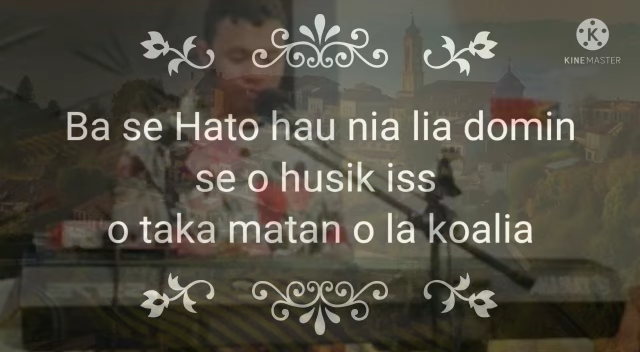 KINEMASTER
Ba se Hato hau nia lia domin
se o husik iss
o taka matan o la koalia